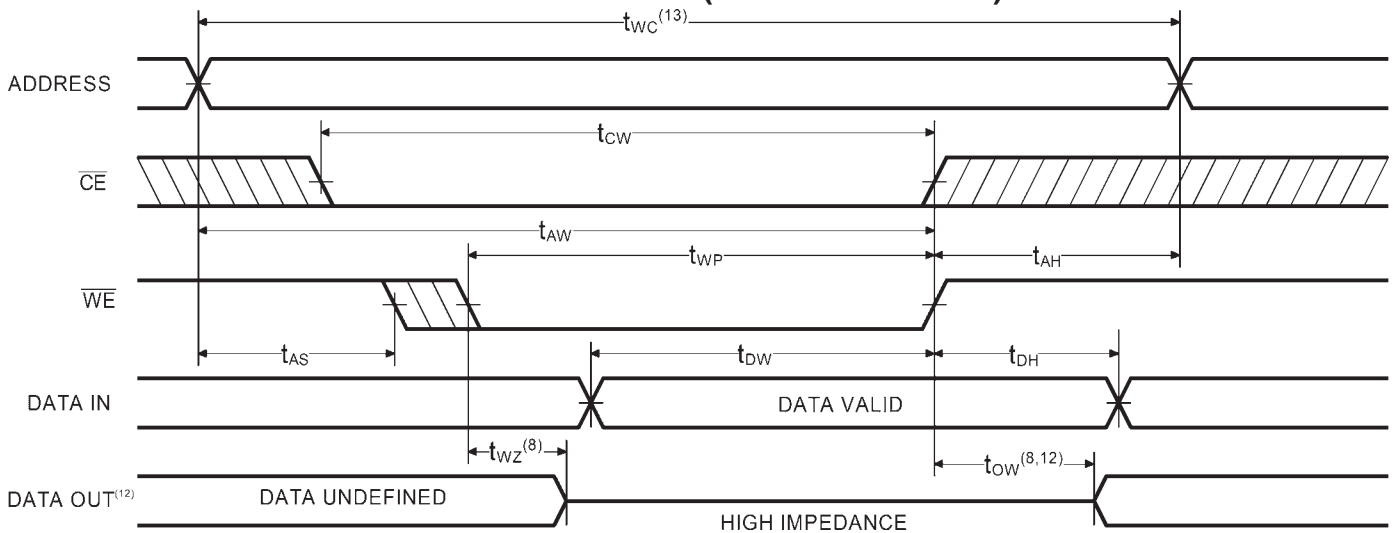 tWC(13)
ADDRESS
tCW
CE
tAW
tWP
tAH
WE
tAS
tDW
tDH
DATA IN
DATA VALID
tWZ(8)
tOW(8,12)
DATA OUT(12)
DATA UNDEFINED
HIGH IMPEDANCE